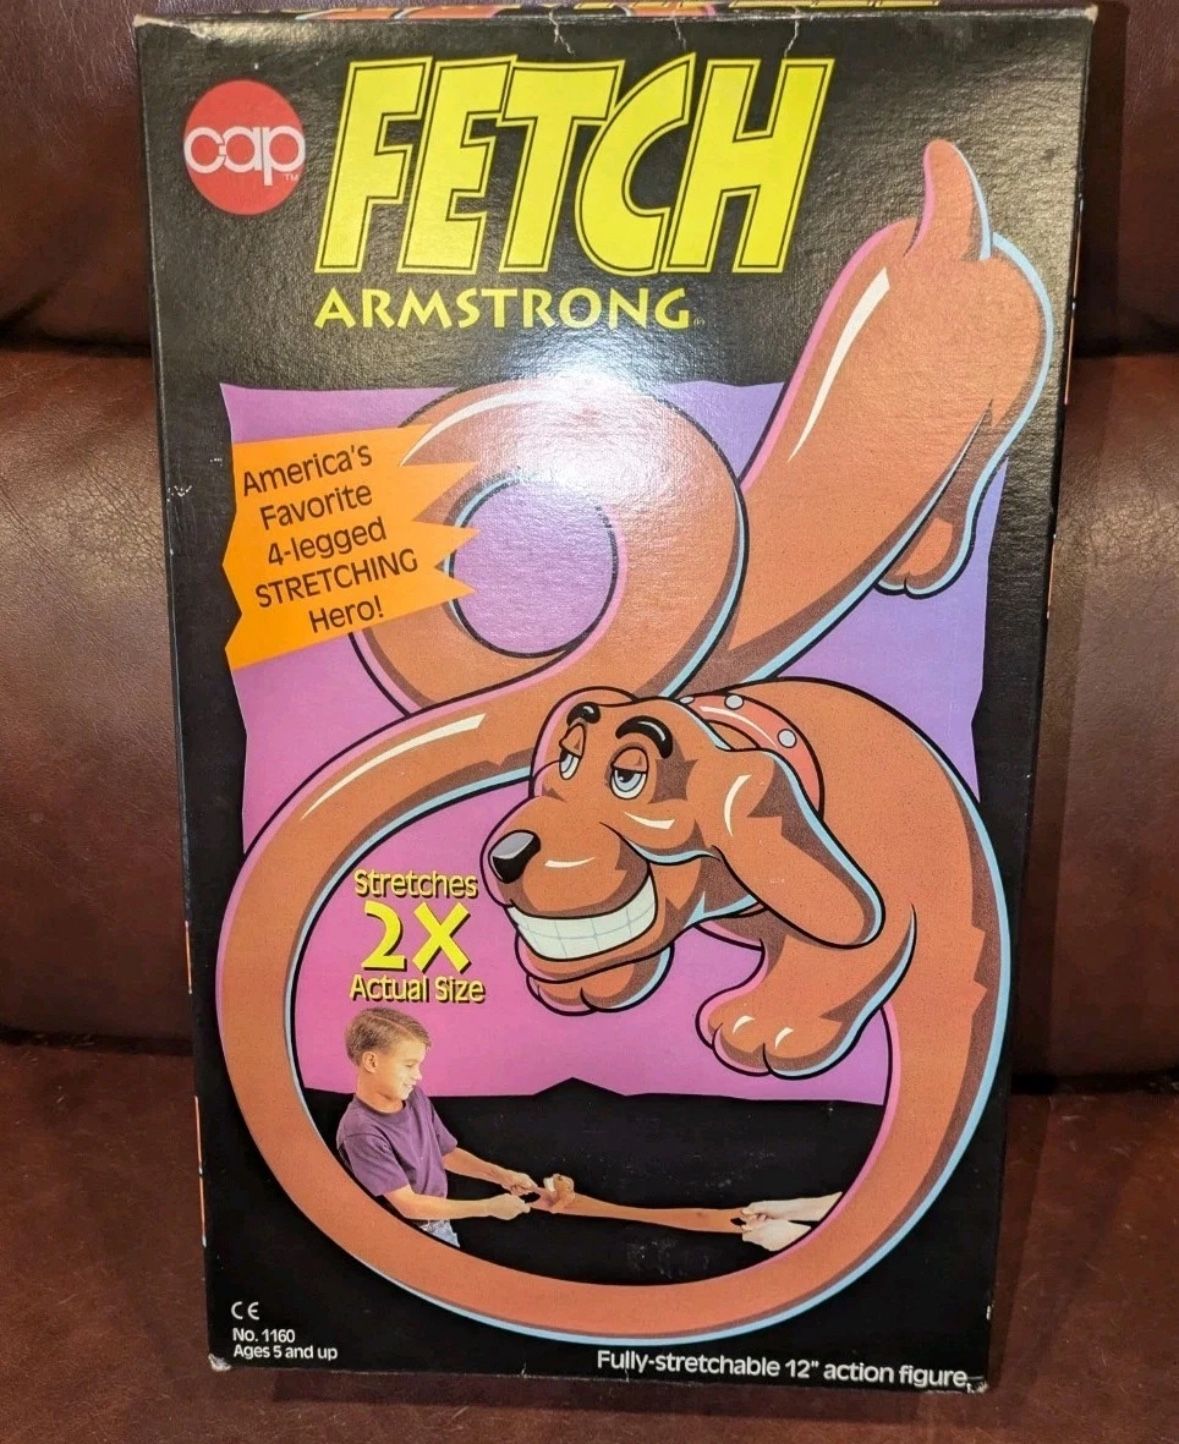 cap
TM
FETCH
ARMSTRONG
America's
Favorite
4-legged
STRETCHING
Hero!
Stretches
2X
Actual Size
CE
No. 1160
Ages 5 and up
Fully-stretchable 12" action figure.